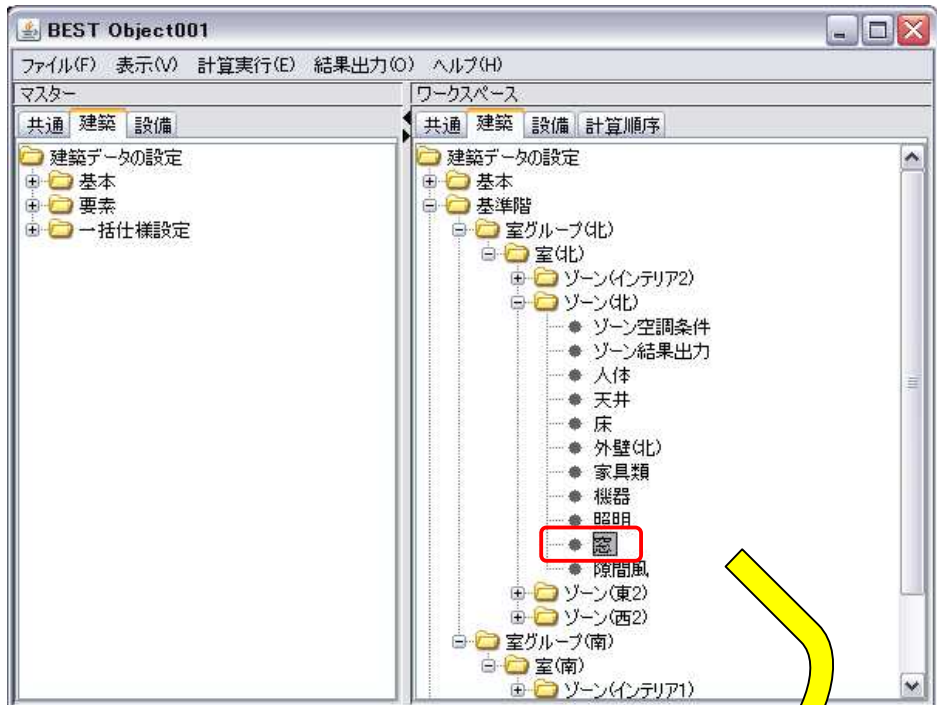 BEST Object001
ファイル(F) 表示(V) 計算実行(E) 結果出力(O) ヘルプ(H)
マスター
共通 建築 設備
建築データの設定
基本
要素
一括仕様設定
ワークスペース
共通 建築 設備 計算順序
建築データの設定
基本
基準階
室グループ(北)
室(北)
ゾーン(インテリア2)
ゾーン(北)
ゾーン空調条件
ゾーン結果出力
人体
天井
床
外壁(北)
家具類
機器
照明
窓
隙間風
ゾーン(東2)
ゾーン(西2)
室グループ(南)
室(南)
ゾーン(インテリア1)